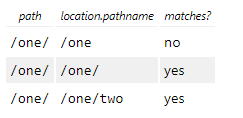 path location.pathname matches?
/one/ /one no
/one/ /one/ yes
/one/ /one/two yes